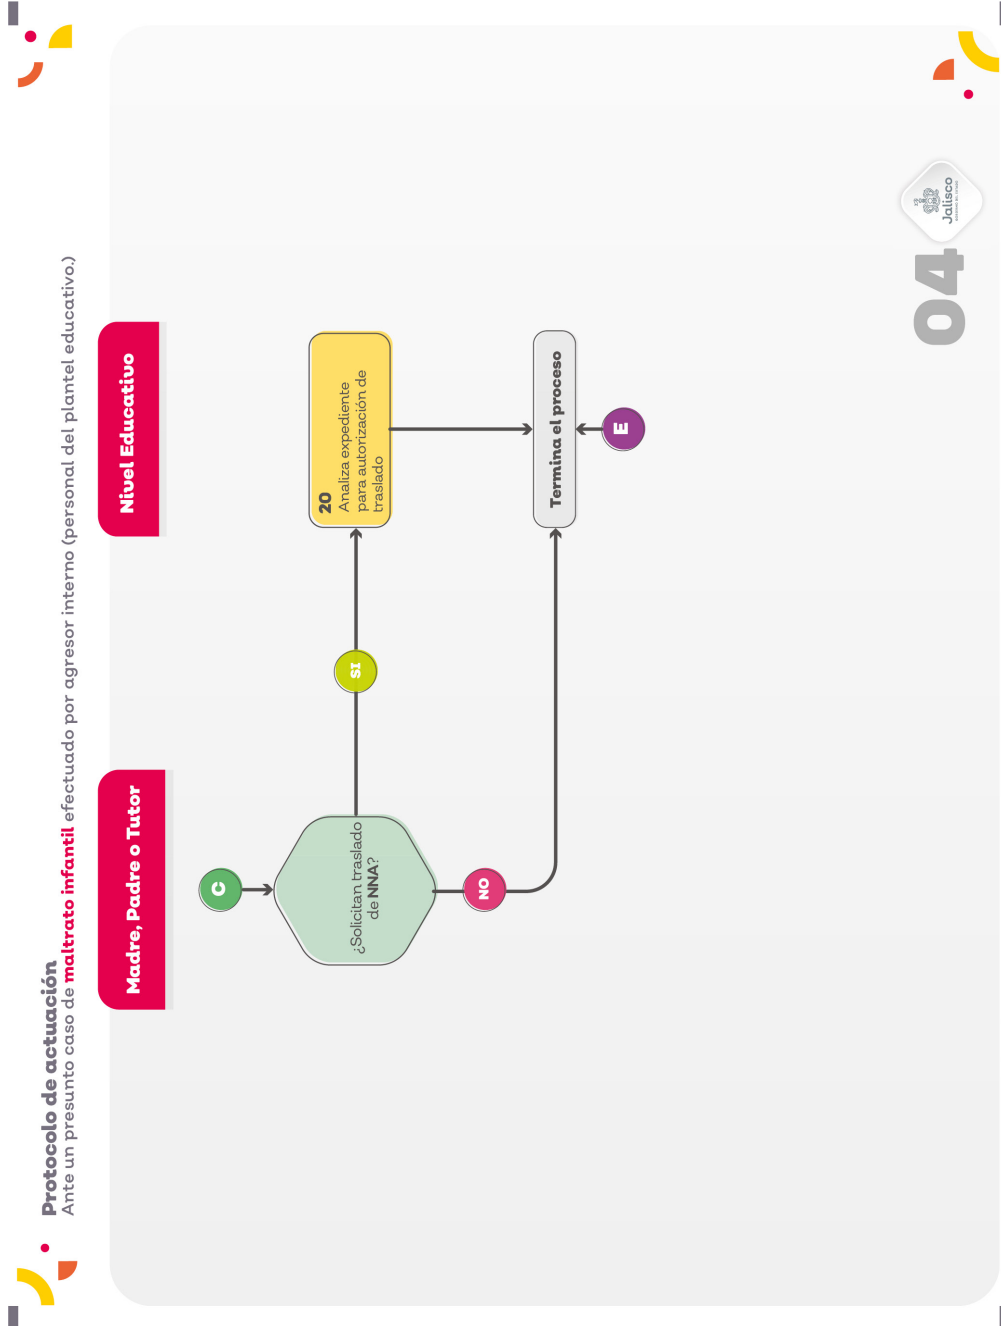 Protocolo de actuación
Ante un presunto caso de maltrato infantil efectuado por agresor interno (personal del plantel educativo.)
Madre, Padre o Tutor
Nivel Educativo
C
¿Solicitan traslado
de NNA?
SI
20
Analiza expediente
para autorización de
traslado
NO
Termina el proceso
E
04
Jalisco